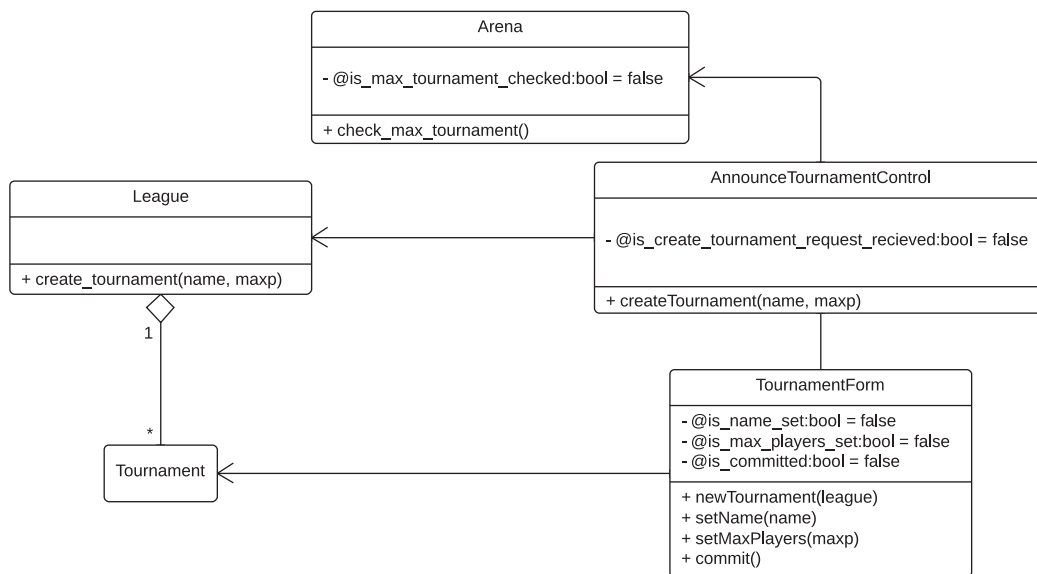 Arena
- @is_max_tournament_checked:bool = false
+ check_max_tournament()
AnnounceTournamentControl
- @is_create_tournament_request_recieved:bool = false
+ createTournament(name, maxp)
League
+ create_tournament(name, maxp)
1
*
Tournament
TournamentForm
- @is_name_set:bool = false
- @is_max_players_set:bool = false
- @is_committed:bool = false
+ newTournament(league)
+ setName(name)
+ setMaxPlayers(maxp)
+ commit()